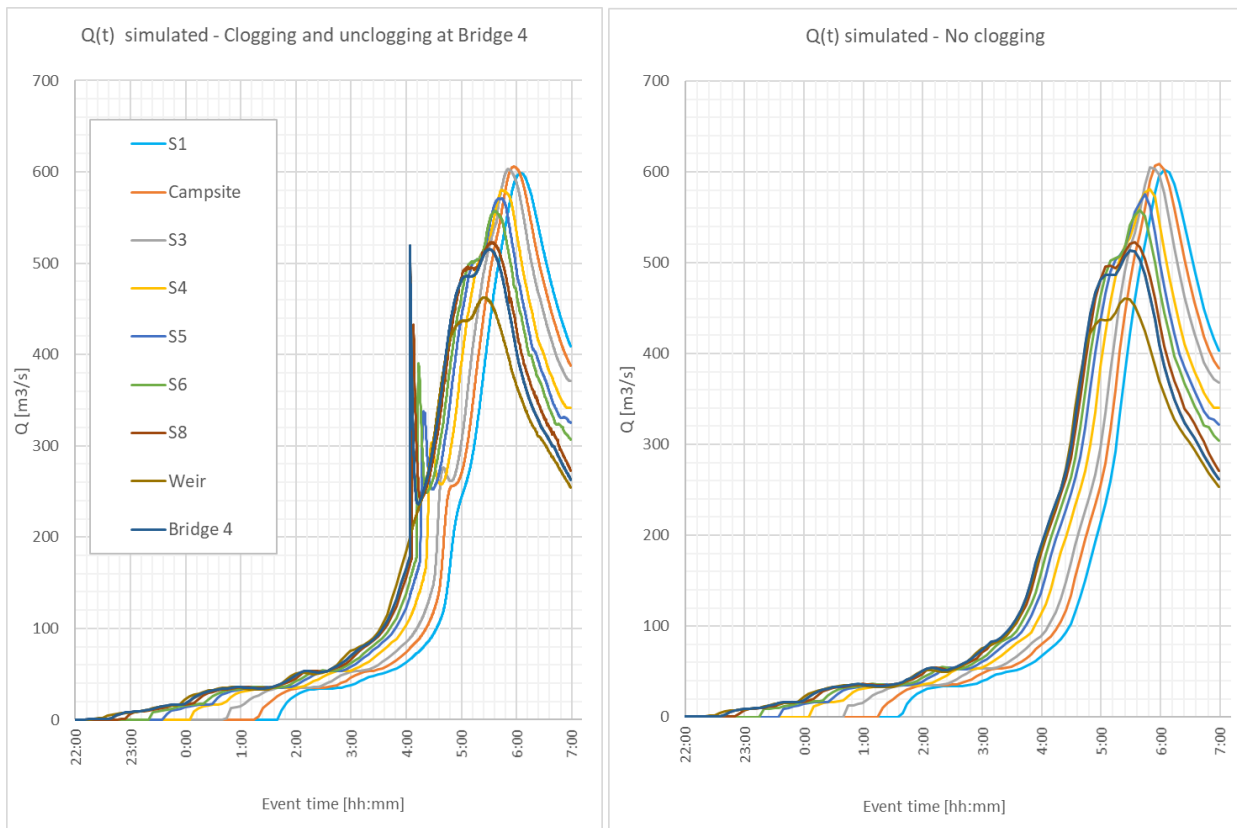 Q(t) simulated - Clogging and unclogging at Bridge 4
700
600
500
400
300
200
100
0
Q [m3/s]
S1
Campsite
S3
S4
S5
S6
S8
Weir
Bridge 4
22:00
23:00
0:00
1:00
2:00
3:00
4:00
5:00
6:00
7:00
Event time [hh:mm]
Q(t) simulated - No clogging
700
600
500
400
300
200
100
0
Q [m3/s]
22:00
23:00
0:00
1:00
2:00
3:00
4:00
5:00
6:00
7:00
Event time [hh:mm]